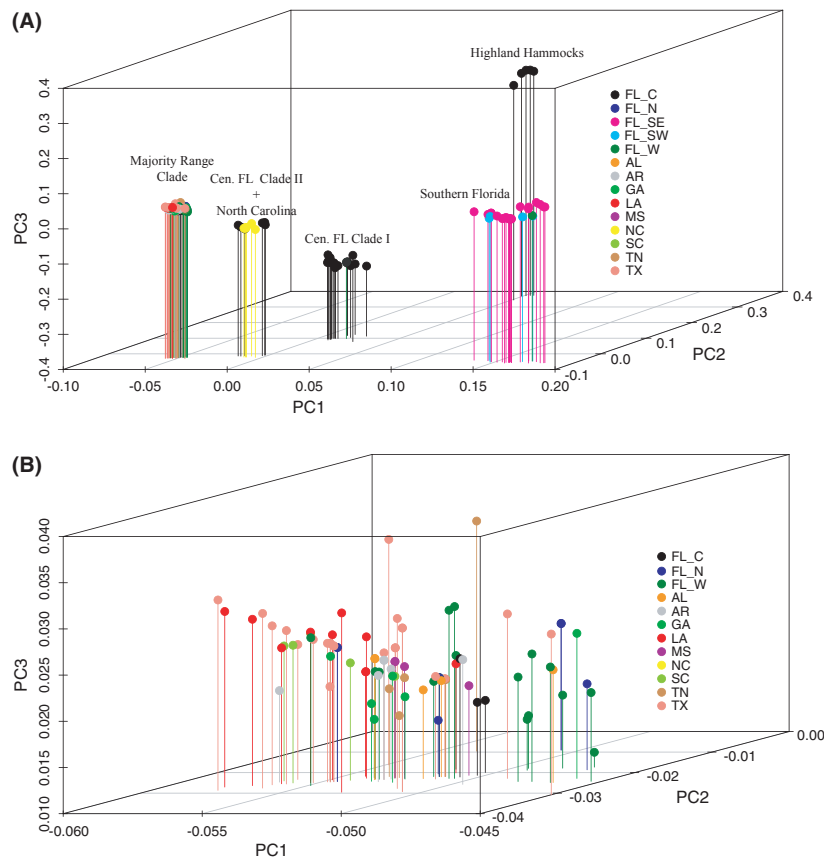 (A)
Highland Hammocks
Majority Range
Clade
Cen. FL Clade II
+
North Carolina
Cen. FL Clade I
Southern Florida
FL_C
FL_N
FL_SE
FL_SW
FL_W
AL
AR
GA
LA
MS
NC
SC
TN
TX
PC3
0.4
0.3
0.2
0.1
0.0
-0.1
-0.2
-0.3
-0.4
-0.10
-0.05
0.00
0.05
0.10
0.15
0.20
PC1
-0.1
0.0
0.1
0.2
0.3
0.4
PC2
(B)
FL_C
FL_N
FL_W
AL
AR
GA
LA
MS
NC
SC
TN
TX
PC3
0.040
0.035
0.030
0.025
0.020
0.015
0.010
-0.060
-0.055
-0.050
-0.045
PC1
-0.04
-0.03
-0.02
-0.01
0.00
PC2